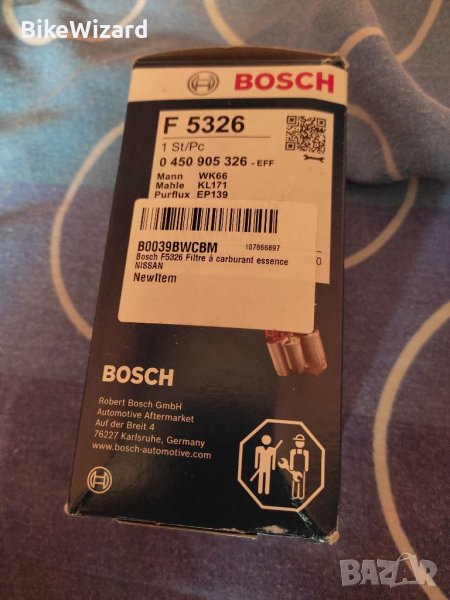 BikeWizard
BOSCH
F 5326
1 St/Pc
0 450 905 326 - EFF
Mann WK66
Mahle KL171
Purflux EP139
B0039BWCBM 107866897
Bosch F5326 Filtre à carburant essence
NISSAN
NewItem
0
BOSCH
Robert Bosch GmbH
Automotive Aftermarket
Auf der Breit 4
76227 Karlsruhe, Germany
www.bosch-automotive.com
BAZAR